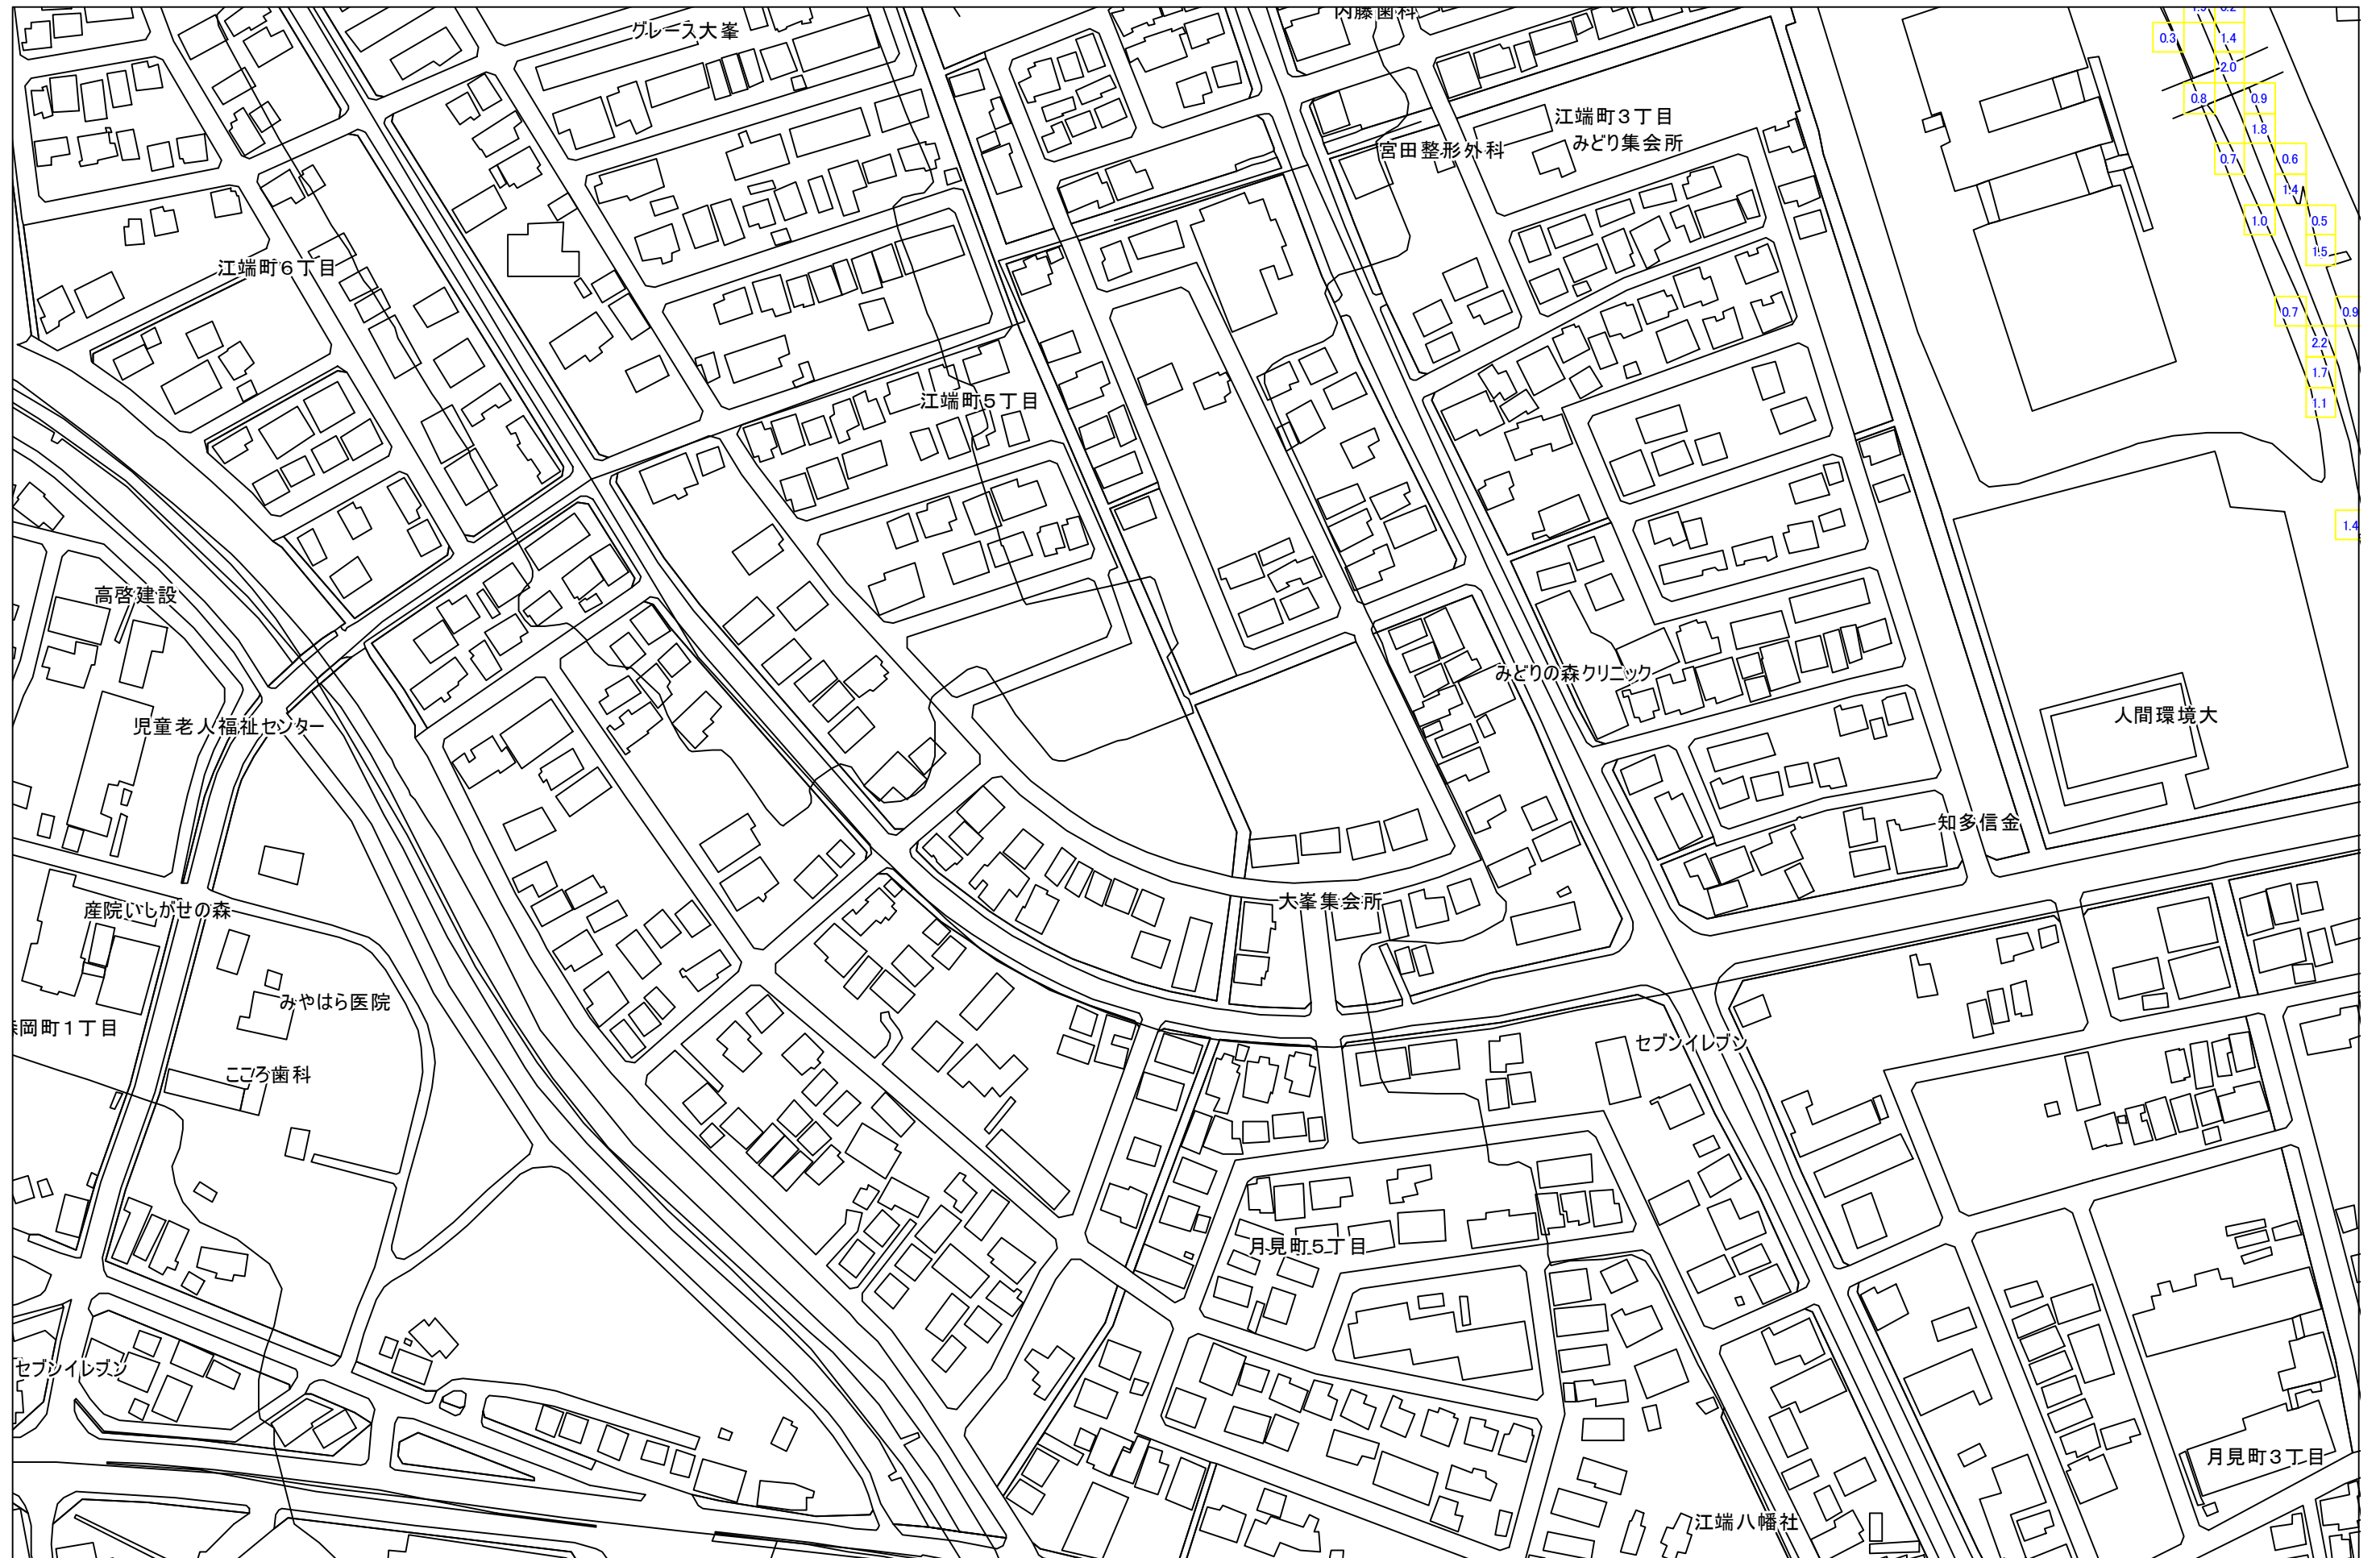 内藤歯科
グレース大峯
0.3
1.4
2.0
0.8
0.9
江端町３丁目
みどり集会所
1.8
宮田整形外科
0.7
0.6
1.4
1.0
0.5
1.5
江端町６丁目
0.7
0.9
2.2
1.7
江端町５丁目
1.1
1.4
高啓建設
みどりの森クリニック
人間環境大
児童老人福祉センター
知多信金
大峯集会所
産院いしがせの森
みやはら医院
岡町１丁目
セブンイレブン
こころ歯科
月見町５丁目
セブンイレブン
月見町３丁目
江端八幡社